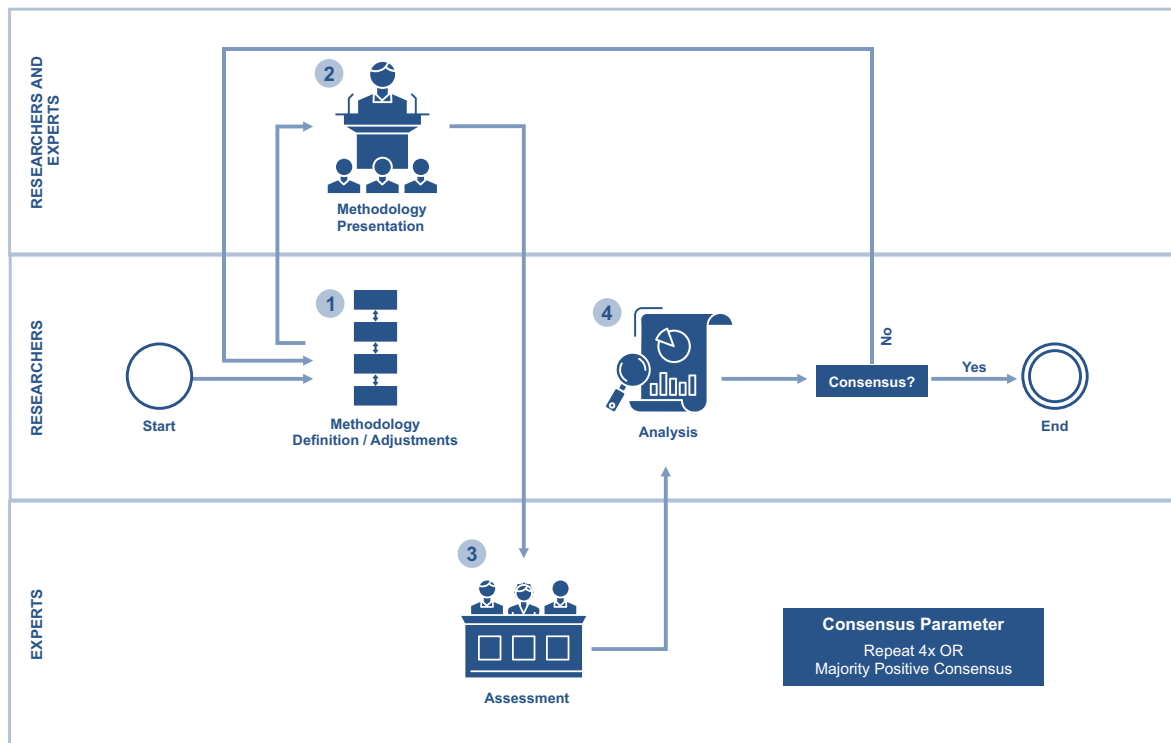 RESEARCHERS AND
EXPERTS
2
Methodology
Presentation
RESEARCHERS
Start
1
Methodology
Definition / Adjustments
4
Analysis
No
Consensus?
Yes
End
EXPERTS
3
Assessment
Consensus Parameter
Repeat 4x OR
Majority Positive Consensus